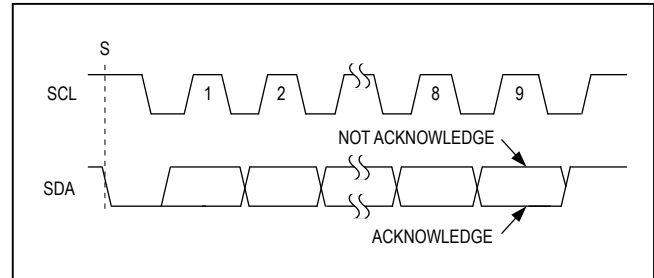 S
SCL 1 2 8 9
NOT ACKNOWLEDGE
SDA
ACKNOWLEDGE